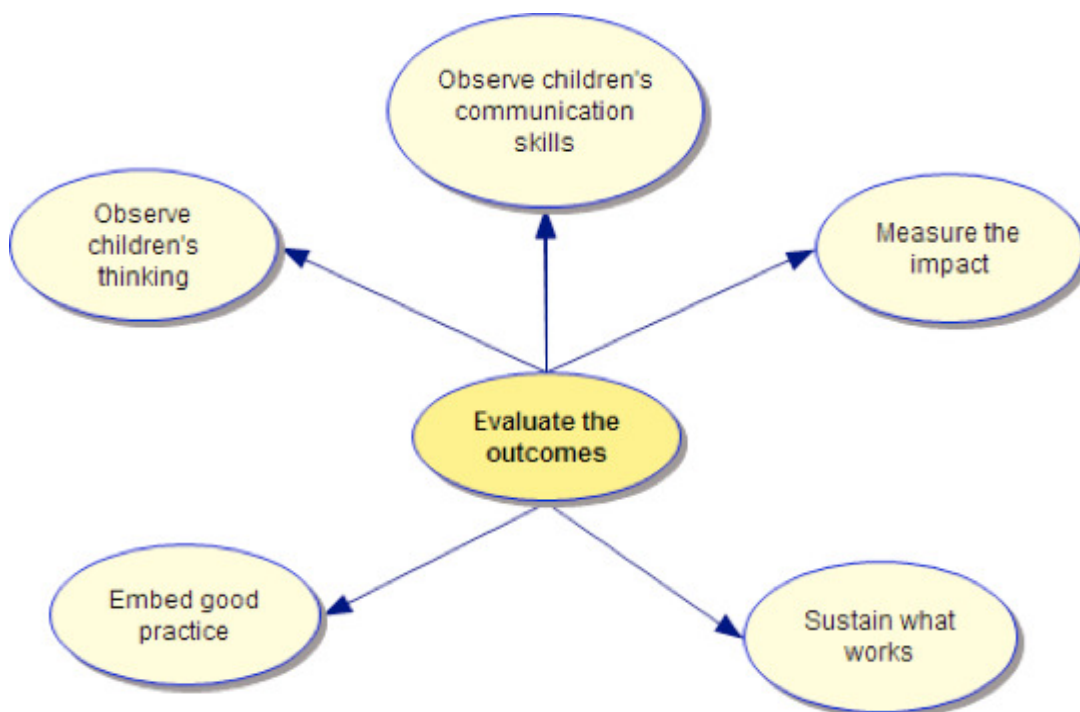 Observe children's
communication
skills
Observe
children's
thinking
Measure the
impact
Evaluate the
outcomes
Embed good
practice
Sustain what
works